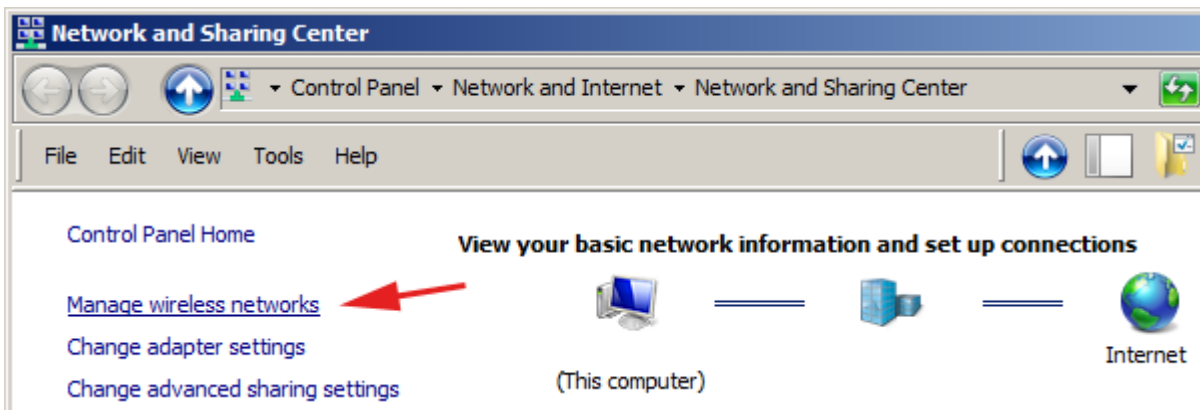 Network and Sharing Center
Control Panel Network and Internet Network and Sharing Center
File Edit View Tools Help
Control Panel Home
Manage wireless networks
Change adapter settings
Change advanced sharing settings
View your basic network information and set up connections
(This computer)
Internet